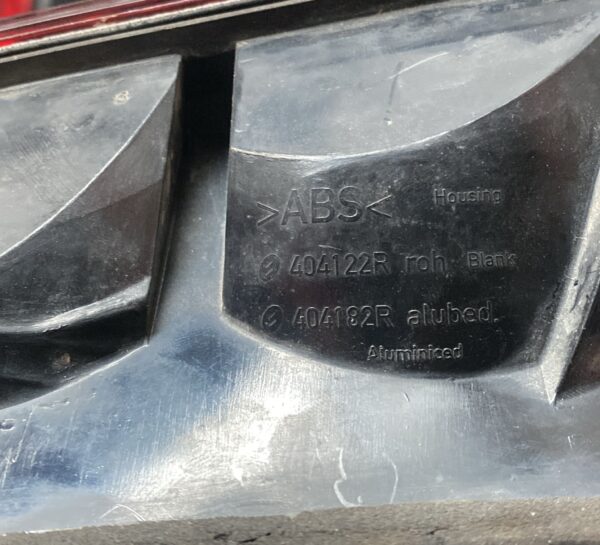 >ABS< Housing
404122R roh Blank
404182R alubed.
Aluminiced